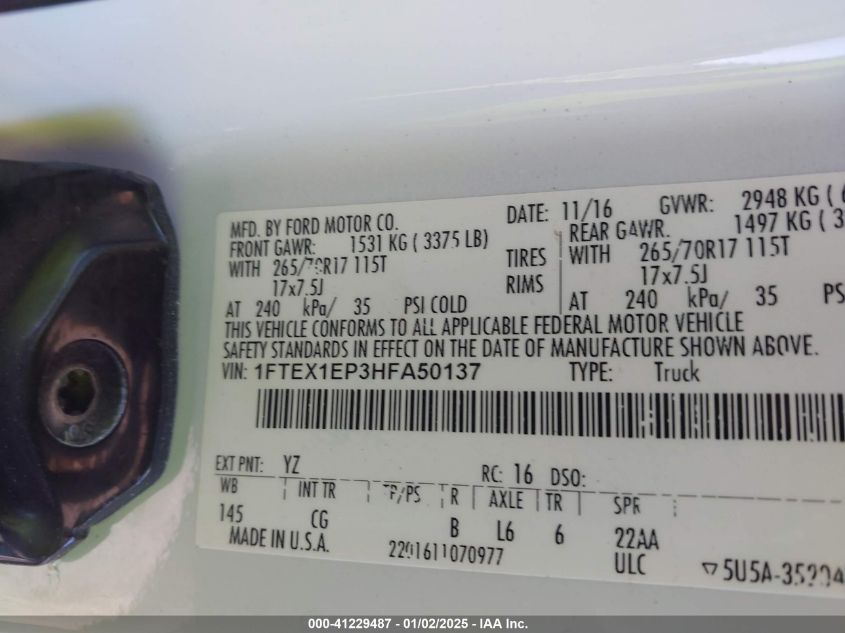 MFD. BY FORD MOTOR CO. DATE: 11/16 GVWR: 2948 KG (
FRONT GAWR: 1531 KG ( 3375 LB) REAR GAWR. 1497 KG ( 3
WITH 265/70R17 115T TIRES WITH 265/70R17 115T
17x7.5J RIMS 17x7.5J
AT 240 kPa/ 35 PSI COLD AT 240 kPa/ 35 PS
THIS VEHICLE CONFORMS TO ALL APPLICABLE FEDERAL MOTOR VEHICLE
SAFETY STANDARDS IN EFFECT ON THE DATE OF MANUFACTURE SHOWN ABOVE.
VIN: 1FTEX1EP3HFA50137 TYPE: Truck
EXT PNT: YZ RC: 16 DSO:
WB INT TR TP/PS R AXLE TR SPR
145 CG B L6 6 22AA
MADE IN U.S.A. 2201611070977 ULC 5U5A-35204
000-41229487 - 01/02/2025 - IAA Inc.